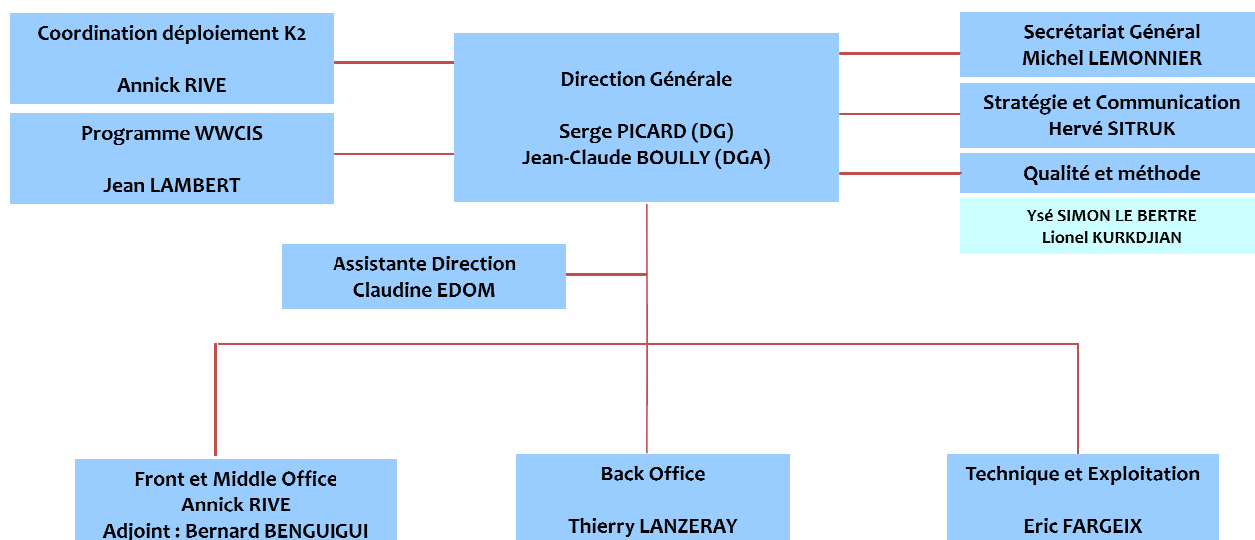 Coordination déploiement K2
Annick RIVE
Programme WWCIS
Jean LAMBERT
Direction Générale
Serge PICARD (DG)
Jean-Claude BOULLY (DGA)
Secrétariat Général
Michel LEMONNIER
Stratégie et Communication
Hervé SITRUK
Qualité et méthode
Ysé SIMON LE BERTRE
Lionel KURKDJIAN
Assistante Direction
Claudine EDOM
Front et Middle Office
Annick RIVE
Adjoint : Bernard BENGUIGUI
Back Office
Thierry LANZERAY
Technique et Exploitation
Eric FARGEIX